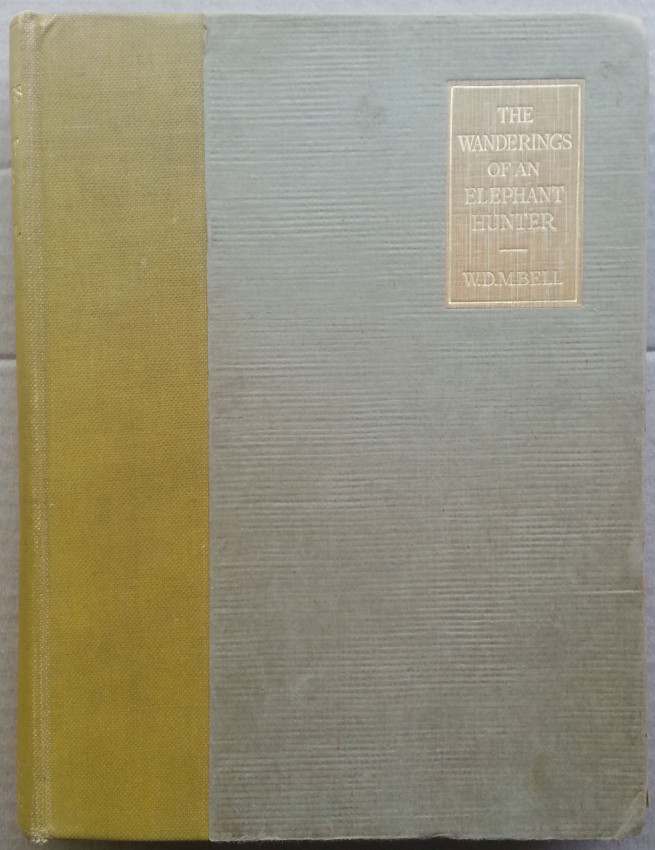 THE
WANDERINGS
OF AN
ELEPHANT
HUNTER
W.D.M.BELL